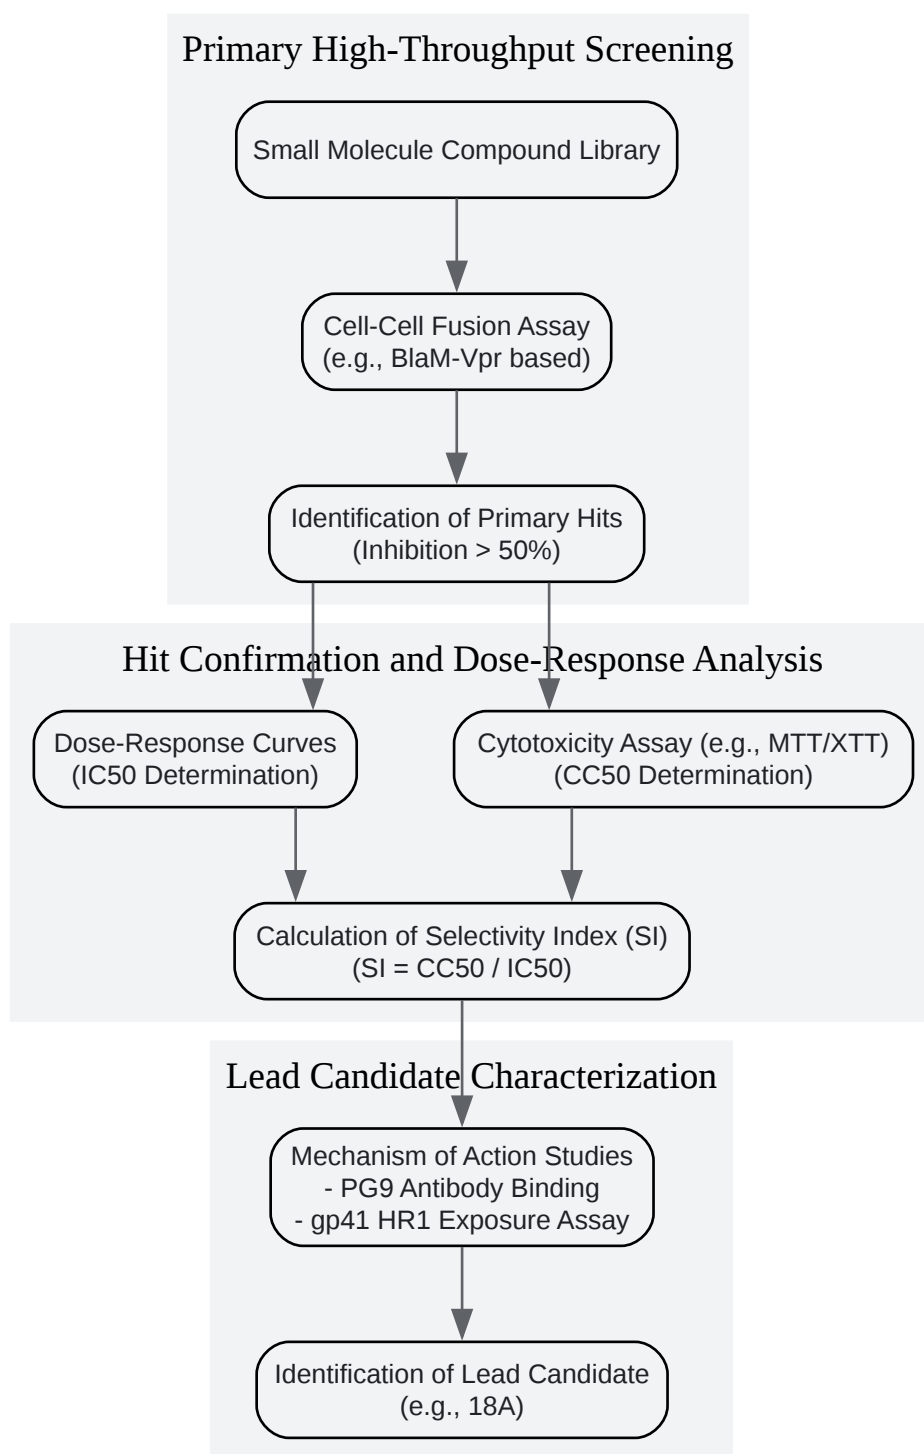 Primary High-Throughput Screening
Small Molecule Compound Library
Cell-Cell Fusion Assay
(e.g., BlaM-Vpr based)
Identification of Primary Hits
(Inhibition > 50%)
Hit Confirmation and Dose-Response Analysis
Dose-Response Curves
(IC50 Determination)
Cytotoxicity Assay (e.g., MTT/XTT)
(CC50 Determination)
Calculation of Selectivity Index (SI)
(SI = CC50 / IC50)
Lead Candidate Characterization
Mechanism of Action Studies
- PG9 Antibody Binding
- gp41 HR1 Exposure Assay
Identification of Lead Candidate
(e.g., 18A)